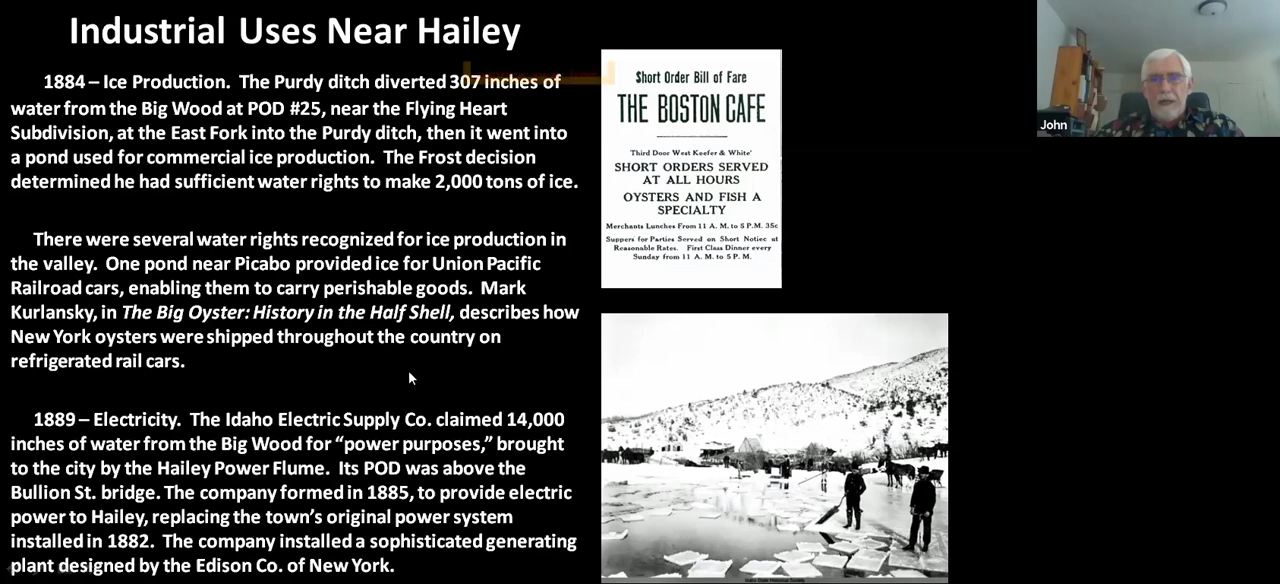 Industrial Uses Near Hailey
1884 – Ice Production. The Purdy ditch diverted 307 inches of
water from the Big Wood at POD #25, near the Flying Heart
Subdivision, at the East Fork into the Purdy ditch, then it went into
a pond used for commercial ice production. The Frost decision
determined he had sufficient water rights to make 2,000 tons of ice.
There were several water rights recognized for ice production in
the valley. One pond near Picabo provided ice for Union Pacific
Railroad cars, enabling them to carry perishable goods. Mark
Kurlansky, in The Big Oyster: History in the Half Shell, describes how
New York oysters were shipped throughout the country on
refrigerated rail cars.
1889 – Electricity. The Idaho Electric Supply Co. claimed 14,000
inches of water from the Big Wood for “power purposes,” brought
to the city by the Hailey Power Flume. Its POD was above the
Bullion St. bridge. The company formed in 1885, to provide electric
power to Hailey, replacing the town’s original power system
installed in 1882. The company installed a sophisticated generating
plant designed by the Edison Co. of New York.
Short Order Bill of Fare
THE BOSTON CAFE
Third Door West Keefer & White'
SHORT ORDERS SERVED
AT ALL HOURS
OYSTERS AND FISH A
SPECIALTY
Merchants Lunches From 11 A. M. to 5 P.M. 35c
Suppers for Parties Served on Short Notice at
Reasonable Rates. First Class Dinner every
Sunday from 11 A. M. to 5 P. M.
Idaho State Historical Society
John